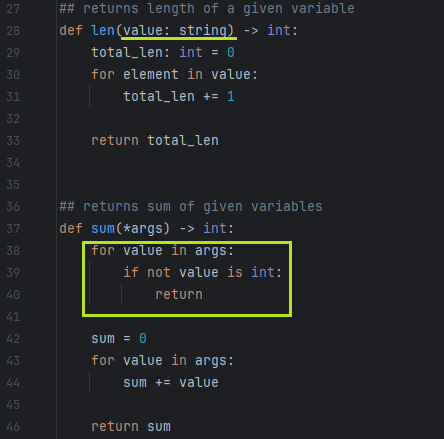 27 ## returns length of a given variable
28 def len(value: string) -> int:
29     total_len: int = 0
30     for element in value:
31         total_len += 1
32
33     return total_len
34
35
36 ## returns sum of given variables
37 def sum(*args) -> int:
38     for value in args:
39         if not value is int:
40             return
41
42     sum = 0
43     for value in args:
44         sum += value
45
46     return sum